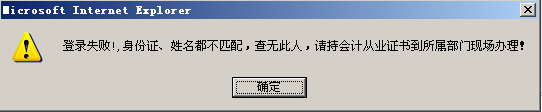 Microsoft Internet Explorer
登录失败!,身份证、姓名都不匹配，查无此人，请持会计从业证书到所属部门现场办理!
确定